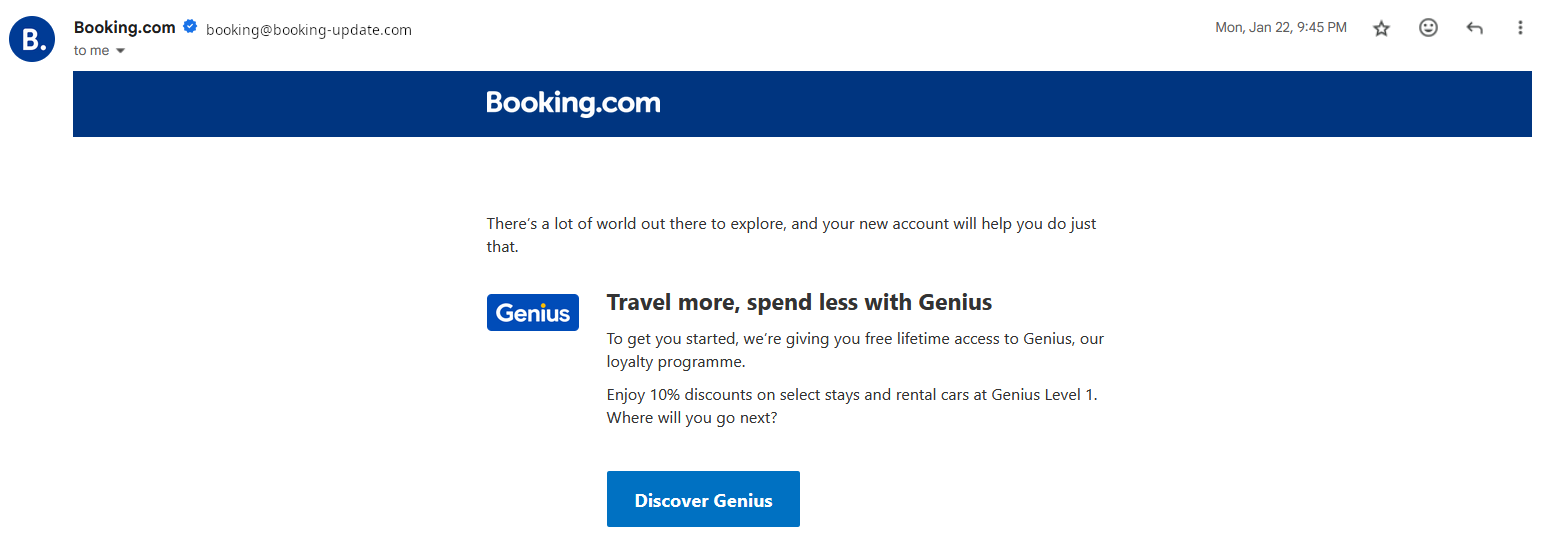 B.
Booking.com booking@booking-update.com
Mon, Jan 22, 9:45 PM
to me
Booking.com
There's a lot of world out there to explore, and your new account will help you do just
that.
Genius
Travel more, spend less with Genius
To get you started, we're giving you free lifetime access to Genius, our
loyalty programme.
Enjoy 10% discounts on select stays and rental cars at Genius Level 1.
Where will you go next?
Discover Genius